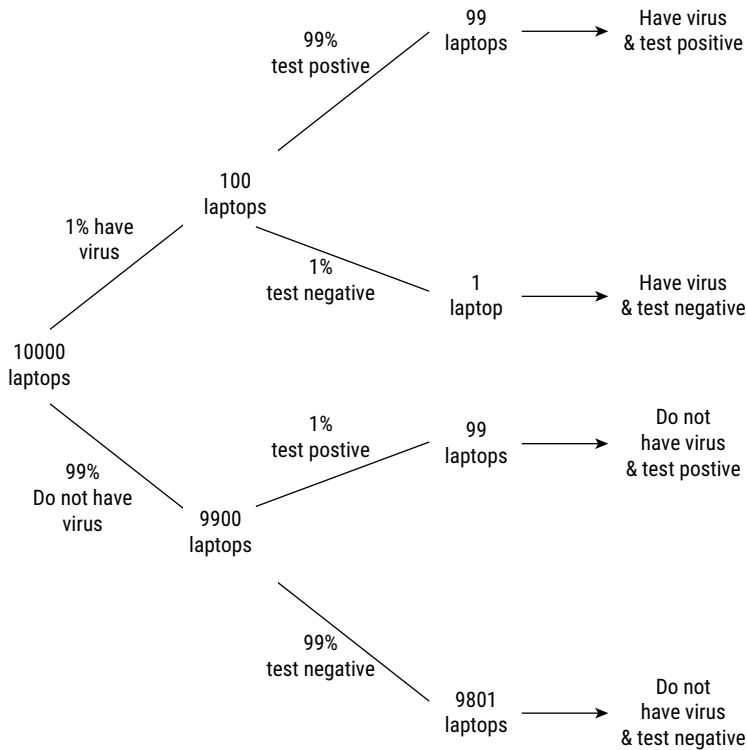 99
laptops
Have virus
& test positive
99%
test postive
100
laptops
1% have
virus
1%
test negative
1
laptop
Have virus
& test negative
10000
laptops
99%
Do not have
virus
1%
test postive
99
laptops
Do not
have virus
& test postive
9900
laptops
99%
test negative
9801
laptops
Do not
have virus
& test negative